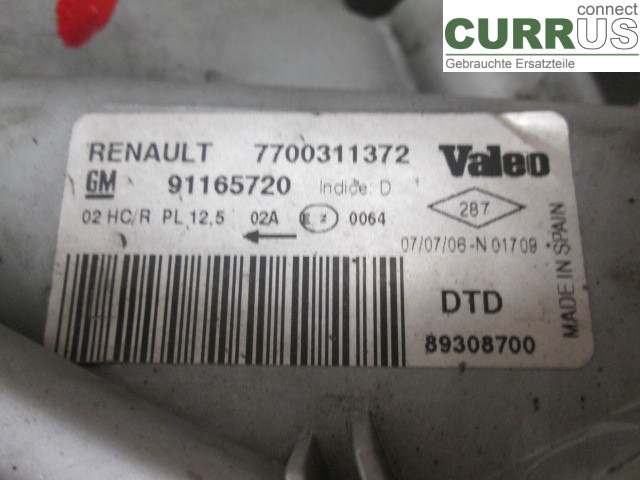 connect
CURRUS
Gebrauchte Ersatzteile
RENAULT 7700311372 Valeo
GM 91165720 Indice: D
287
02 HC/R PL 12,5 02A 0064
07/07/06-N 01709
MADE IN SPAIN
DTD
89308700